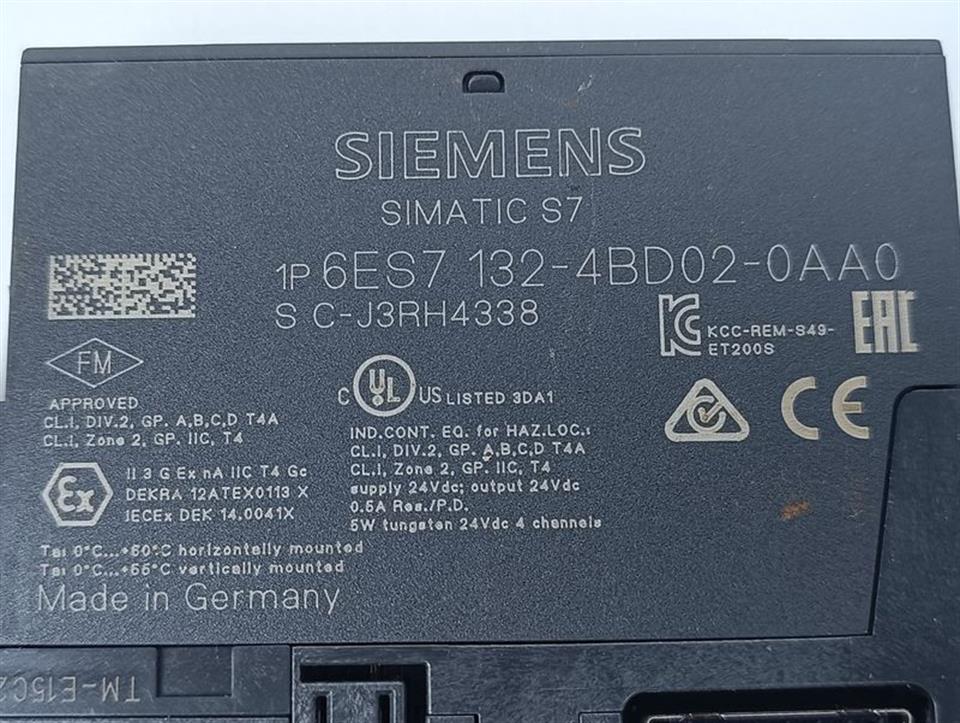 SIEMENS
SIMATIC S7
1P 6ES7 132-4BD02-0AA0
S C-J3RH4338
KCC-REM-S49-
ET200S
EAC
FM
APPROVED
CL.I, DIV.2, GP. A,B,C,D T4A
CL.I, Zone 2, GP. IIC, T4
C UL US LISTED 3DA1
IND.CONT. EQ. for HAZ.LOC.:
CL.I, DIV.2, GP. A,B,C,D T4A
CL.I, Zone 2, GP. IIC, T4
supply 24Vdc; output 24Vdc
0.5A Res./P.D.
5W tungsten 24Vdc 4 channels
CE
Ex
II 3 G Ex nA IIC T4 Gc
DEKRA 12ATEX0113 X
IECEx DEK 14.0041X
Ta: 0°C...+60°C horizontally mounted
Ta: 0°C...+55°C vertically mounted
Made in Germany